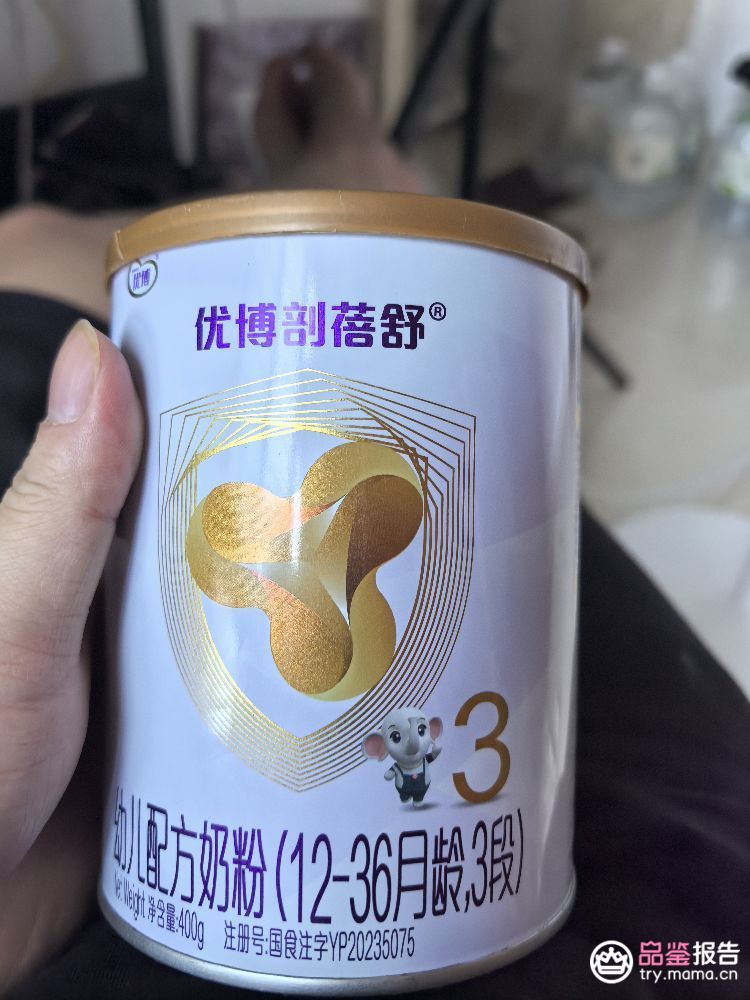 优博
优博剖蓓舒®
3
幼儿配方奶粉(12-36月龄,3段)
Net Weight 净含量:400g 注册号:国食注字YP20235075
品鉴报告
try.mama.cn